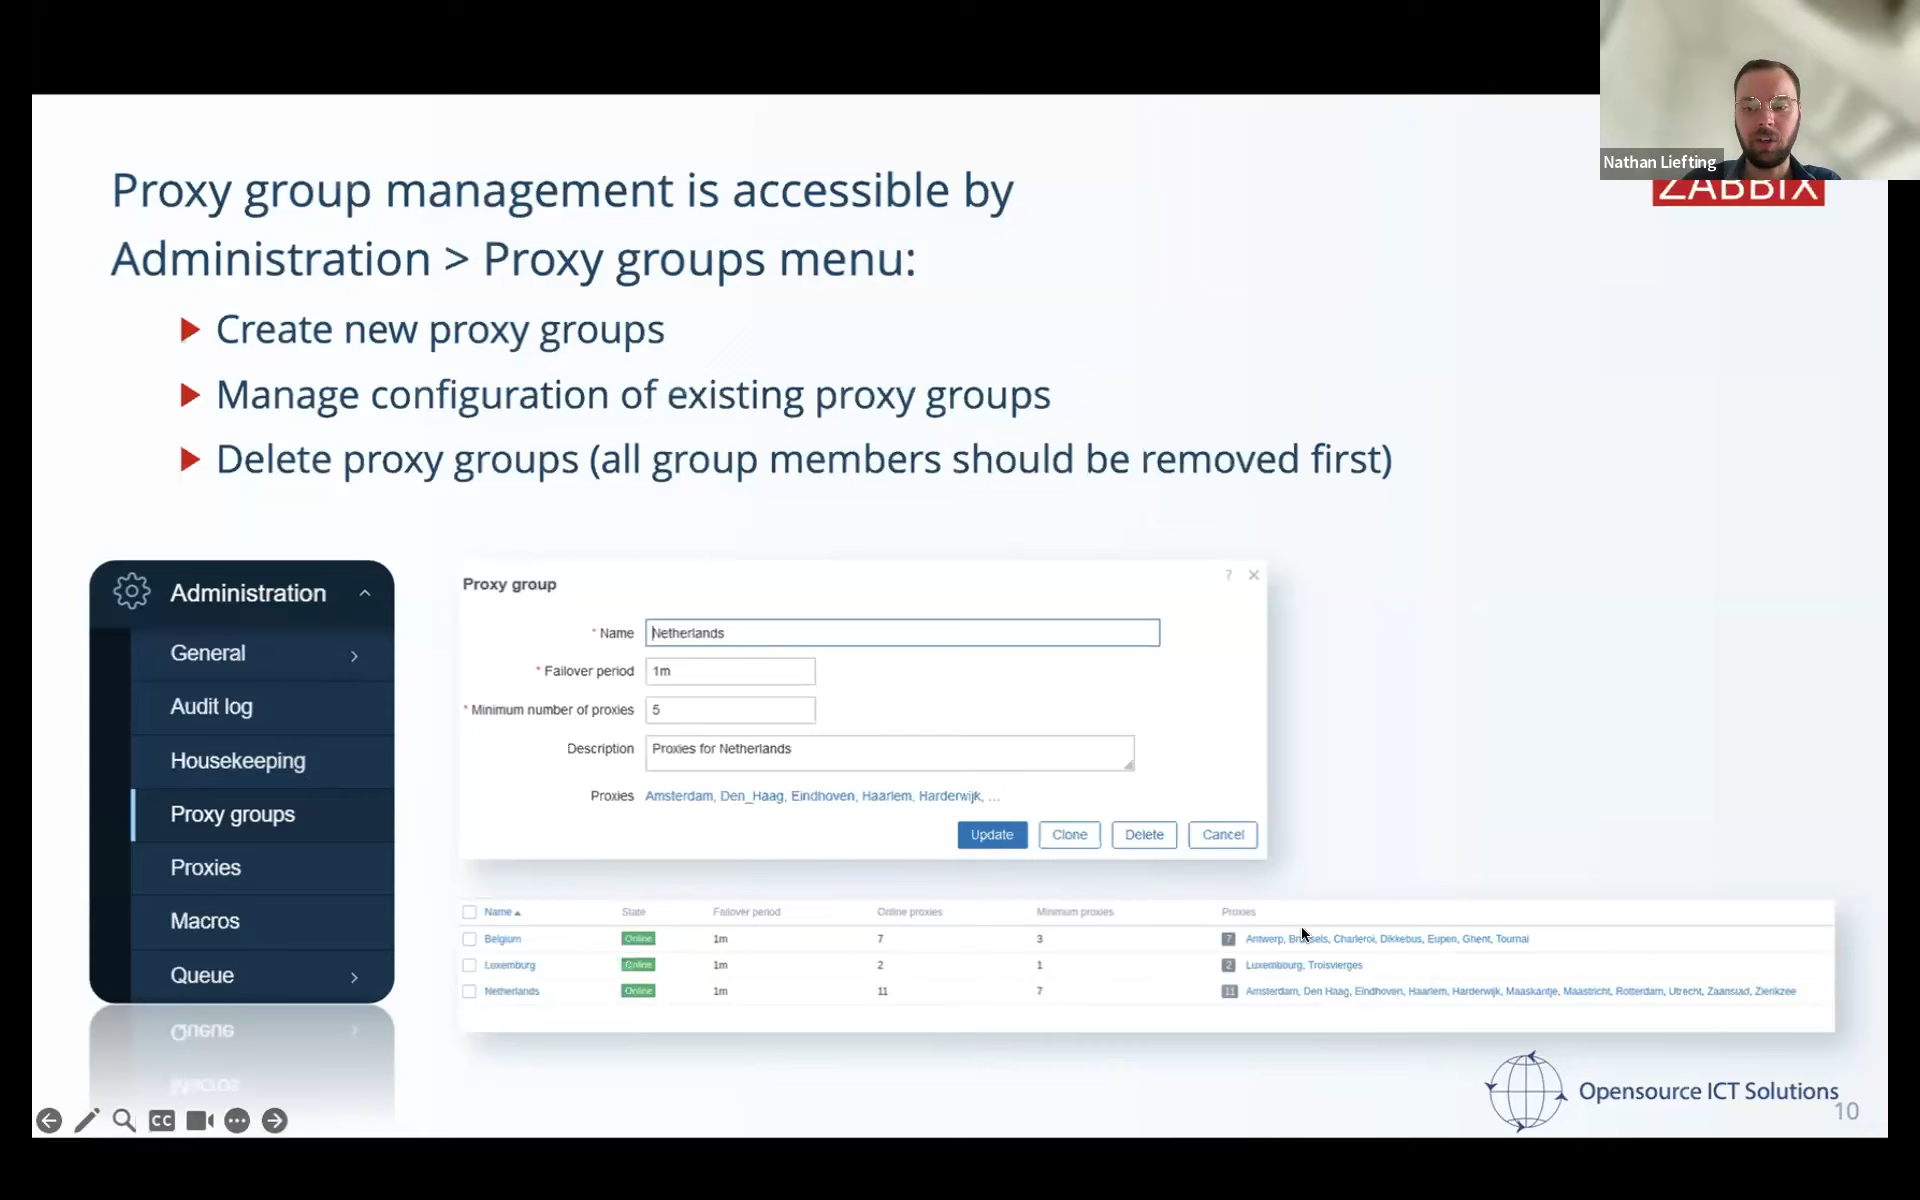 Nathan Liefting
ZABBIX
Proxy group management is accessible by
Administration > Proxy groups menu:
Create new proxy groups
Manage configuration of existing proxy groups
Delete proxy groups (all group members should be removed first)
Administration
General
Audit log
Housekeeping
Proxy groups
Proxies
Macros
Queue
Proxy group
* Name Netherlands
* Failover period 1m
* Minimum number of proxies 5
Description Proxies for Netherlands
Proxies Amsterdam, Den_Haag, Eindhoven, Haarlem, Harderwijk, ...
Update Clone Delete Cancel
Name State Failover period Online proxies Minimum proxies Proxies
Belgium Online 1m 7 3 7 Antwerp, Brussels, Charleroi, Dikkebus, Eupen, Ghent, Tournai
Luxemburg Online 1m 2 1 2 Luxembourg, Troisvierges
Netherlands Online 1m 11 7 11 Amsterdam, Den Haag, Eindhoven, Haarlem, Harderwijk, Maaskantje, Maastricht, Rotterdam, Utrecht, Zaanstad, Zierikzee
Opensource ICT Solutions
10
CC